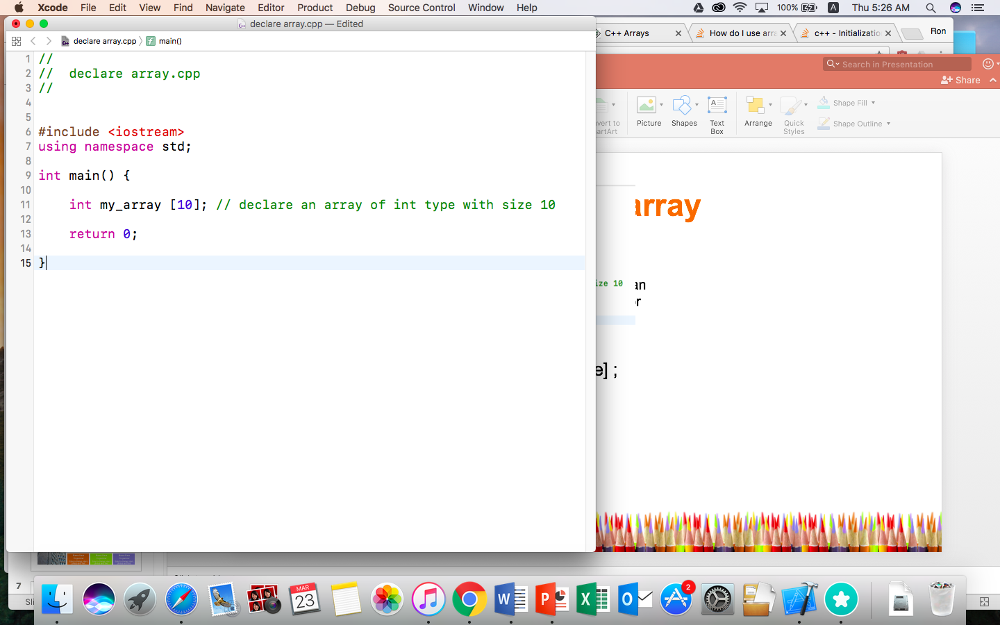 Xcode File Edit View Find Navigate Editor Product Debug Source Control Window Help 100% A Thu 5:26 AM
declare array.cpp — Edited
declare array.cpp main()
C++ Arrays
How do I use arra
c++ - Initializatio
Ron
1 //
2 // declare array.cpp
3 //
4
5
6 #include <iostream>
7 using namespace std;
8
9 int main() {
10
11 int my_array [10]; // declare an array of int type with size 10
12
13 return 0;
14
15 }
Search in Presentation
Share
Picture
Shapes
Text
Box
Arrange
Quick
Styles
Shape Fill
Shape Outline
vert to
artArt
array
ize 10
an
r
e] ;
7
Sli
MAR
23
W
P
X
O
2